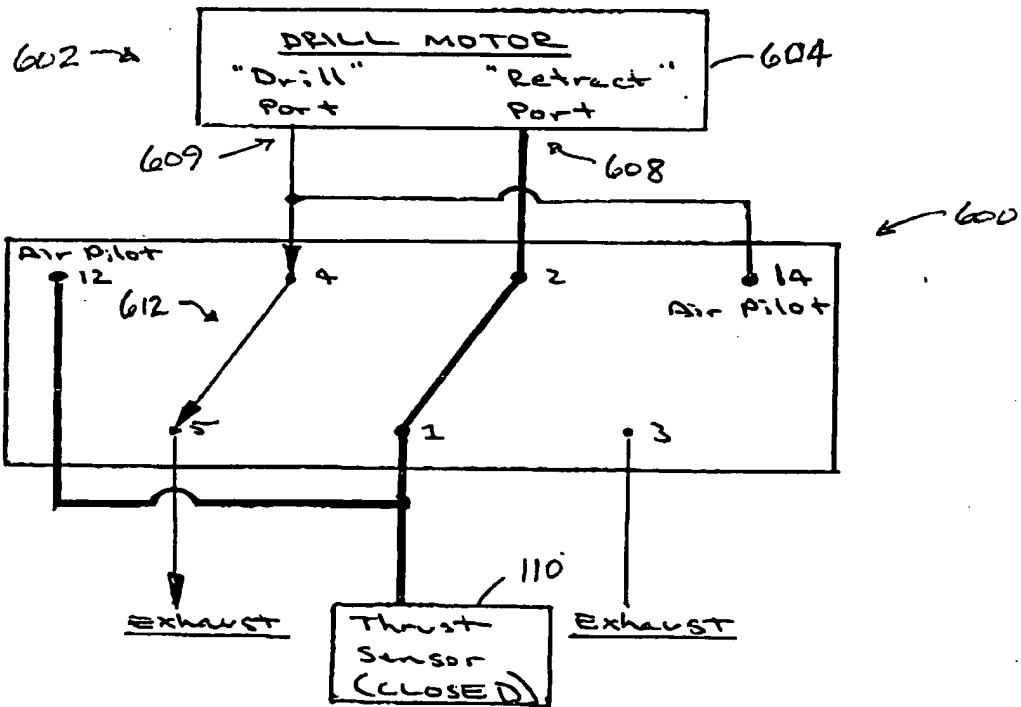 602
DRILL MOTOR
604
"Drill" "Retract"
Port Port
609
608
600
Air Pilot
12
4
2
14
Air Pilot
612
5
1
3
110
Exhaust
Thrust
Sensor
(CLOSED)
Exhaust